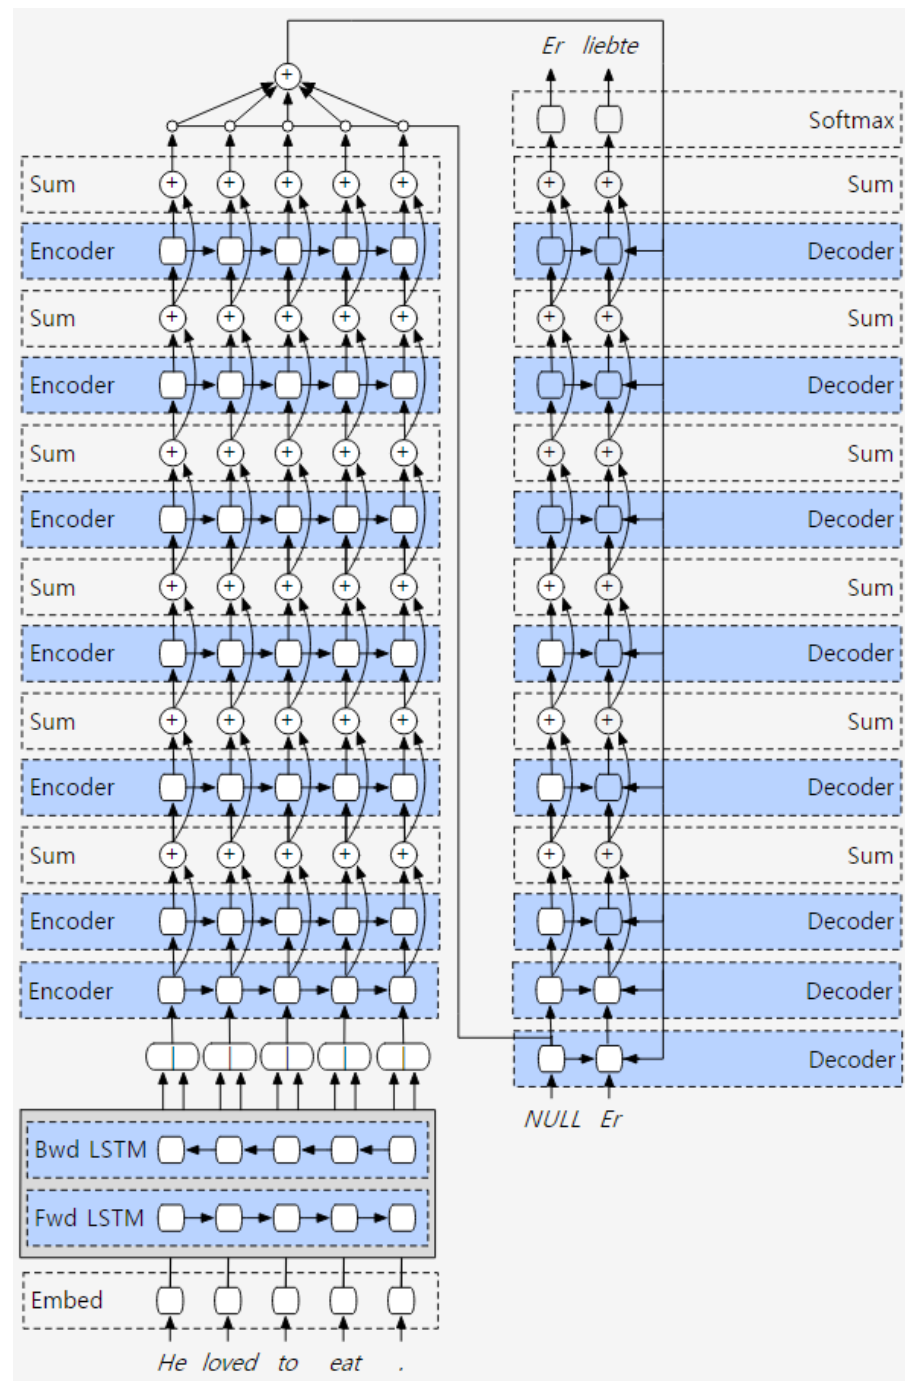 Er liebte
Softmax
Sum
Sum
Encoder
Decoder
Sum
Sum
Encoder
Decoder
Sum
Sum
Encoder
Decoder
Sum
Sum
Encoder
Decoder
Sum
Sum
Encoder
Decoder
Sum
Sum
Encoder
Decoder
Encoder
Decoder
Decoder
NULL Er
Bwd LSTM
Fwd LSTM
Embed
He loved to eat .